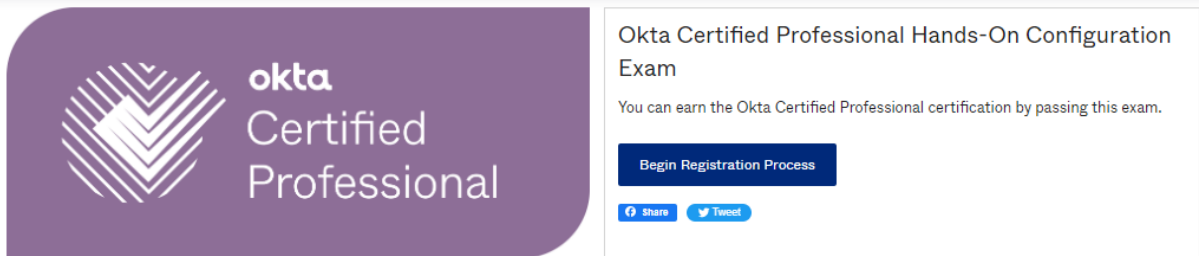 okta
Certified
Professional
Okta Certified Professional Hands-On Configuration
Exam
You can earn the Okta Certified Professional certification by passing this exam.
Begin Registration Process
Share
Tweet